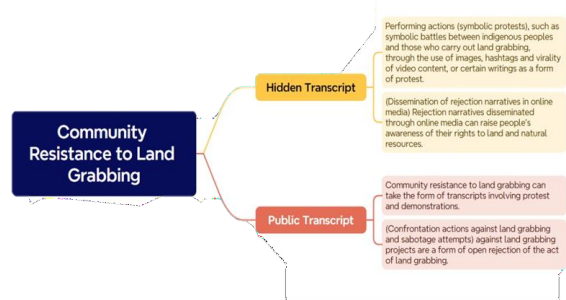 Community
Resistance to Land
Grabbing
Hidden Transcript
Performing actions (symbolic protests), such as
symbolic battles between indigenous peoples
and those who carry out land grabbing,
through the use of images, hashtags and virality
of video content, or certain writings as a form
of protest.
(Dissemination of rejection narratives in online
media) Rejection narratives disseminated
through online media can raise people's
awareness of their rights to land and natural
resources.
Public Transcript
Community resistance to land grabbing can
take the form of transcripts involving protest
and demonstrations.
(Confrontation actions against land grabbing
and sabotage attempts) against land grabbing
projects are a form of open rejection of the act
of land grabbing.